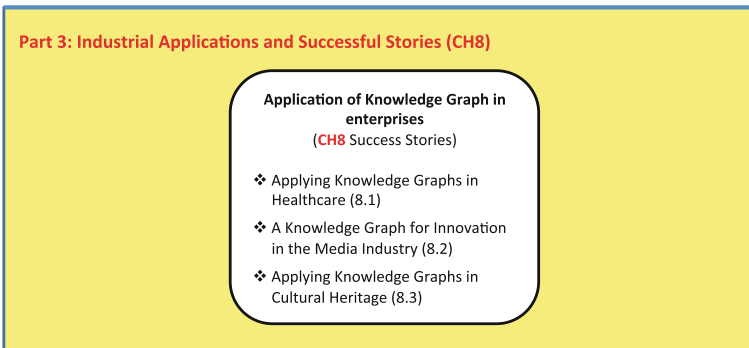 Part 3: Industrial Applications and Successful Stories (CH8)
Application of Knowledge Graph in
enterprises
(CH8 Success Stories)
❖ Applying Knowledge Graphs in
Healthcare (8.1)
❖ A Knowledge Graph for Innovation
in the Media Industry (8.2)
❖ Applying Knowledge Graphs in
Cultural Heritage (8.3)